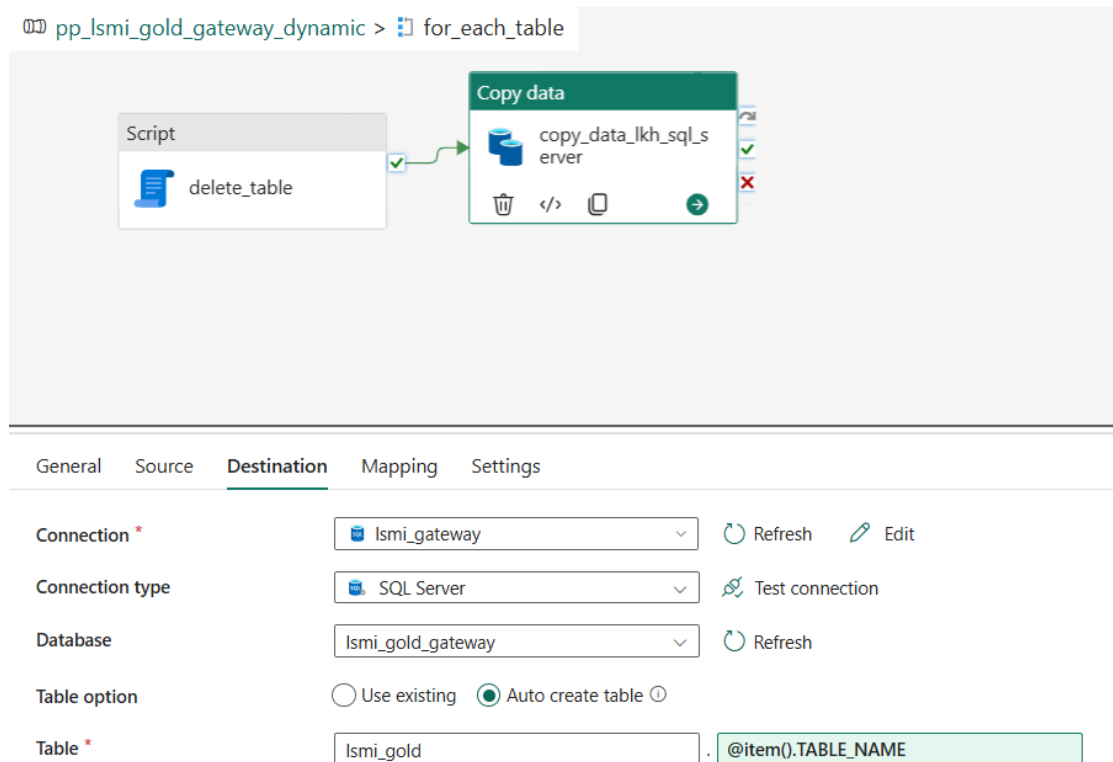 pp_lsmi_gold_gateway_dynamic > for_each_table
Copy data
Script
copy_data_lkh_sql_s
erver
delete_table
General Source Destination Mapping Settings
Connection * lsmi_gateway Refresh Edit
Connection type SQL Server Test connection
Database lsmi_gold_gateway Refresh
Table option Use existing Auto create table
Table * lsmi_gold . @item().TABLE_NAME